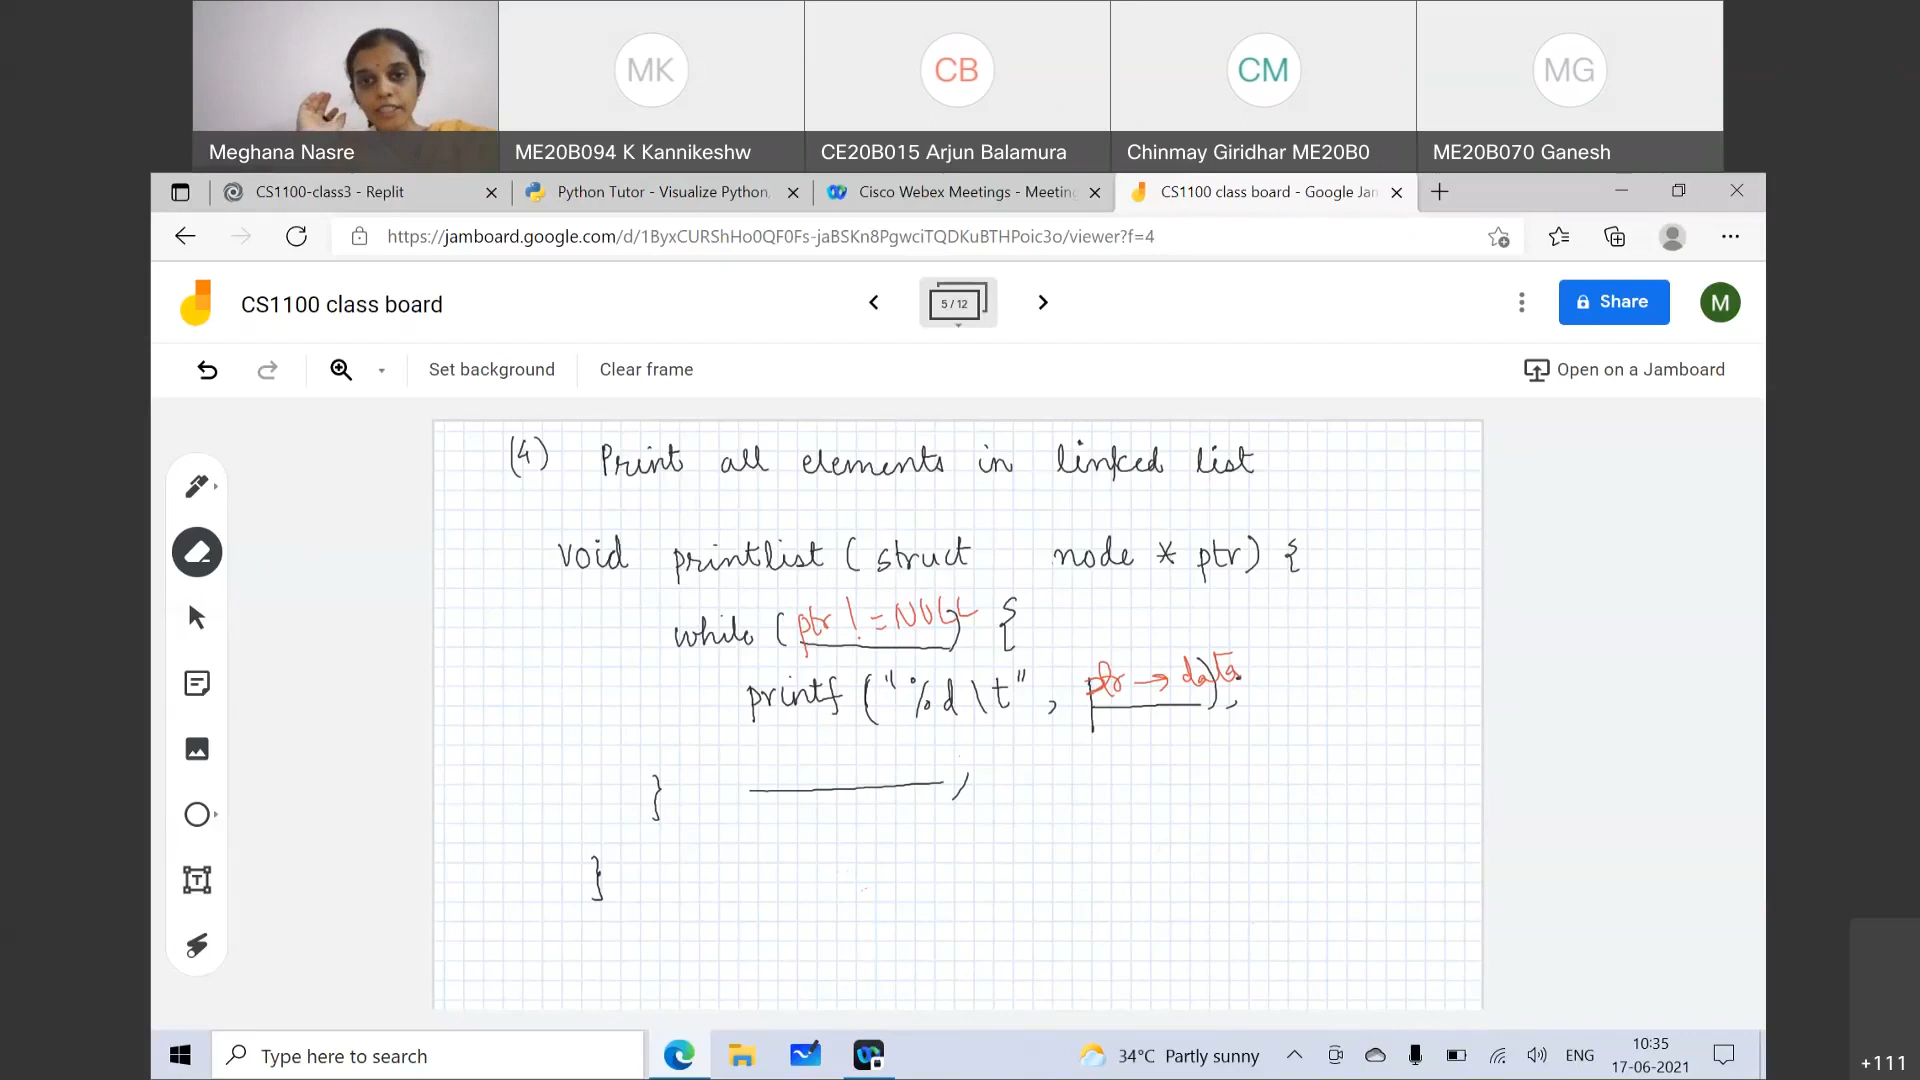 MK
CB
CM
MG
Meghana Nasre
ME20B094 K Kannikeshw
CE20B015 Arjun Balamura
Chinmay Giridhar ME20B0
ME20B070 Ganesh
CS1100-class3 - Replit
Python Tutor - Visualize Python,
Cisco Webex Meetings - Meeting
CS1100 class board - Google Jam
https://jamboard.google.com/d/1ByxCURShHo0QF0Fs-jaBSKn8PgwciTQDKuBTHPoic3o/viewer?f=4
CS1100 class board
5 / 12
Share
M
Set background
Clear frame
Open on a Jamboard
(4) Print all elements in linked list
void printlist ( struct node * ptr) {
while ( ptr != NULL ) {
printf ( " %d \t" , ptr → data );
;
}
}
Type here to search
34°C Partly sunny
ENG
10:35
17-06-2021
+111